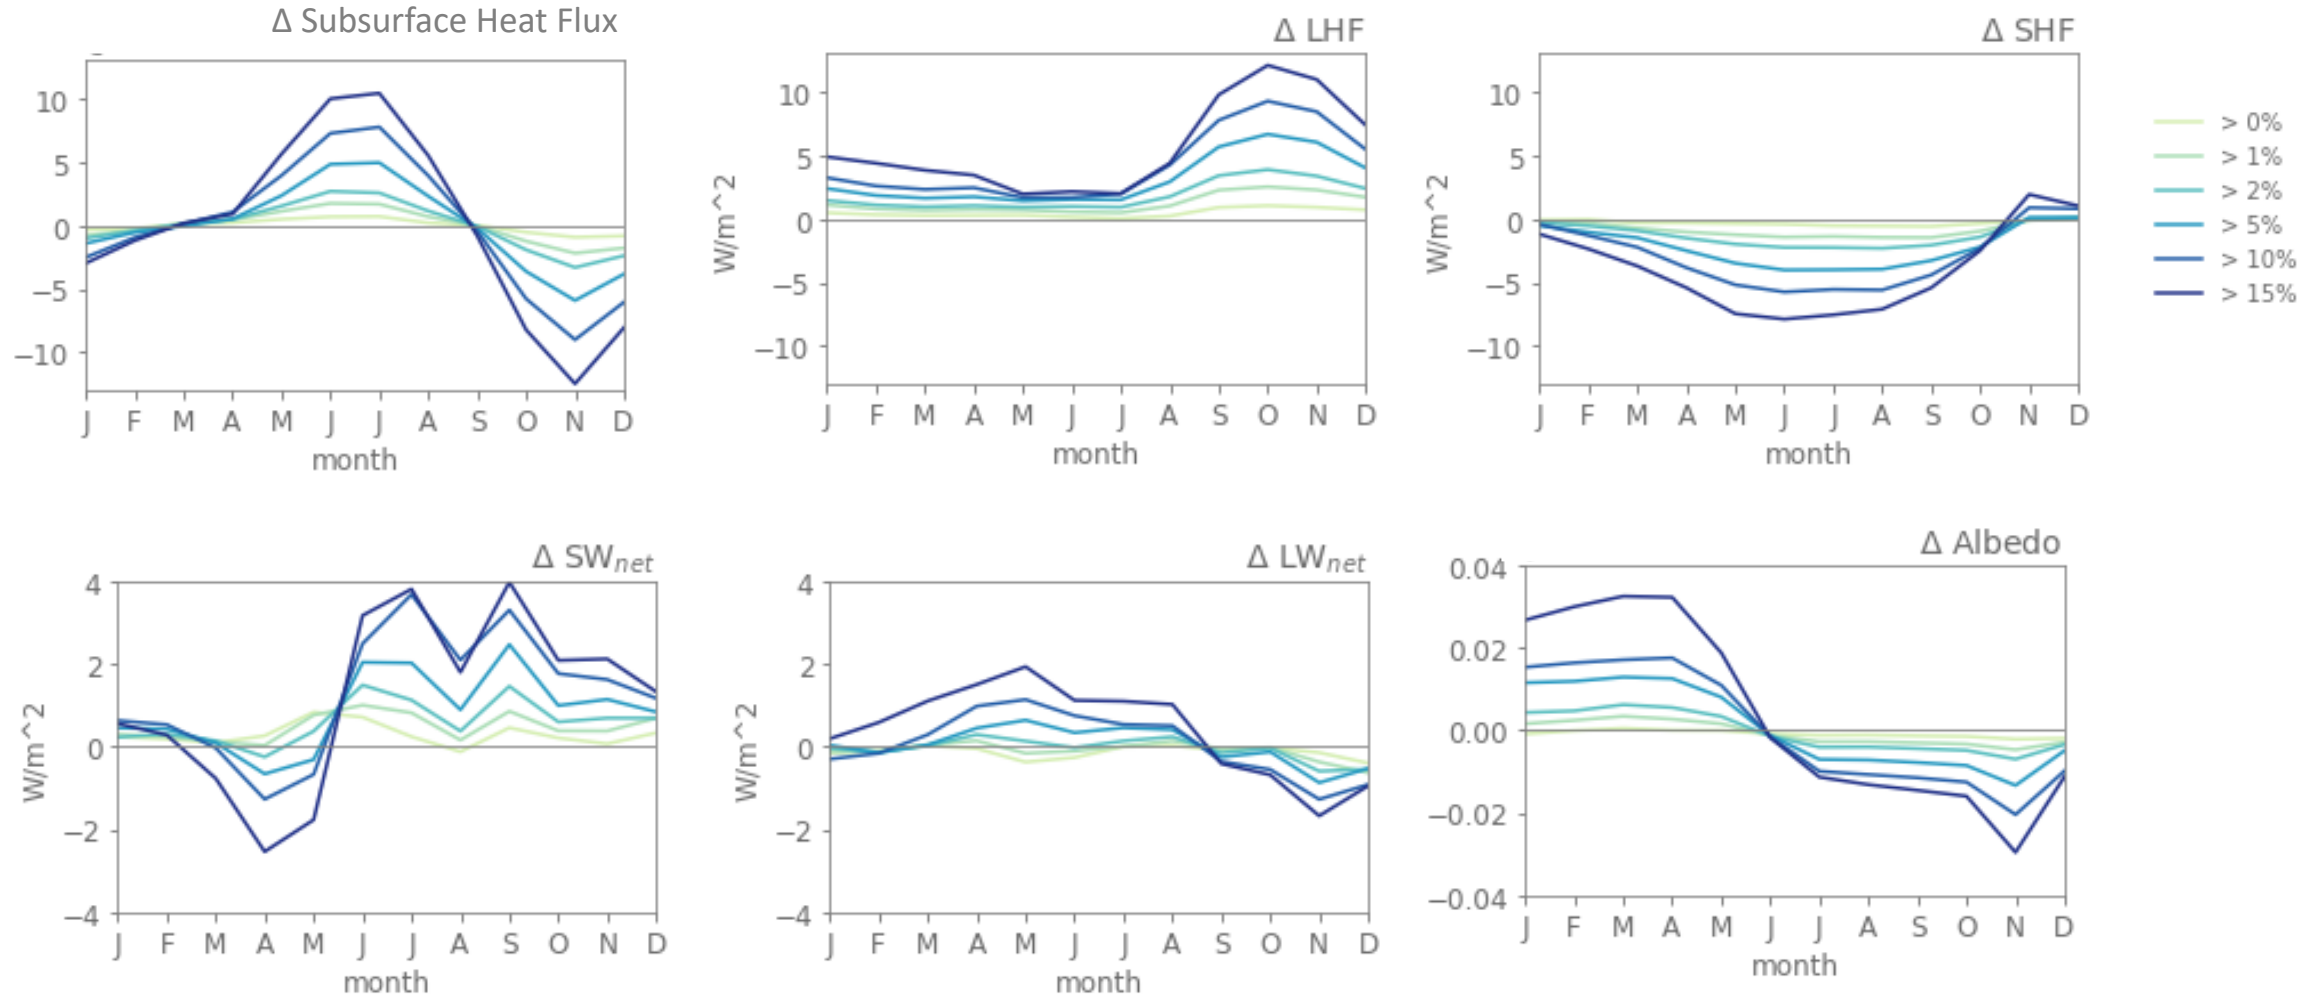 Δ Subsurface Heat Flux
Δ LHF
Δ SHF
10
5
0
−5
−10
J F M A M J J A S O N D
month
W/m^2
10
5
0
−5
−10
J F M A M J J A S O N D
month
W/m^2
10
5
0
−5
−10
J F M A M J J A S O N D
month
> 0%
> 1%
> 2%
> 5%
> 10%
> 15%
Δ SWnet
W/m^2
4
2
0
−2
−4
J F M A M J J A S O N D
month
Δ LWnet
W/m^2
4
2
0
−2
−4
J F M A M J J A S O N D
month
Δ Albedo
0.04
0.02
0.00
−0.02
−0.04
J F M A M J J A S O N D
month